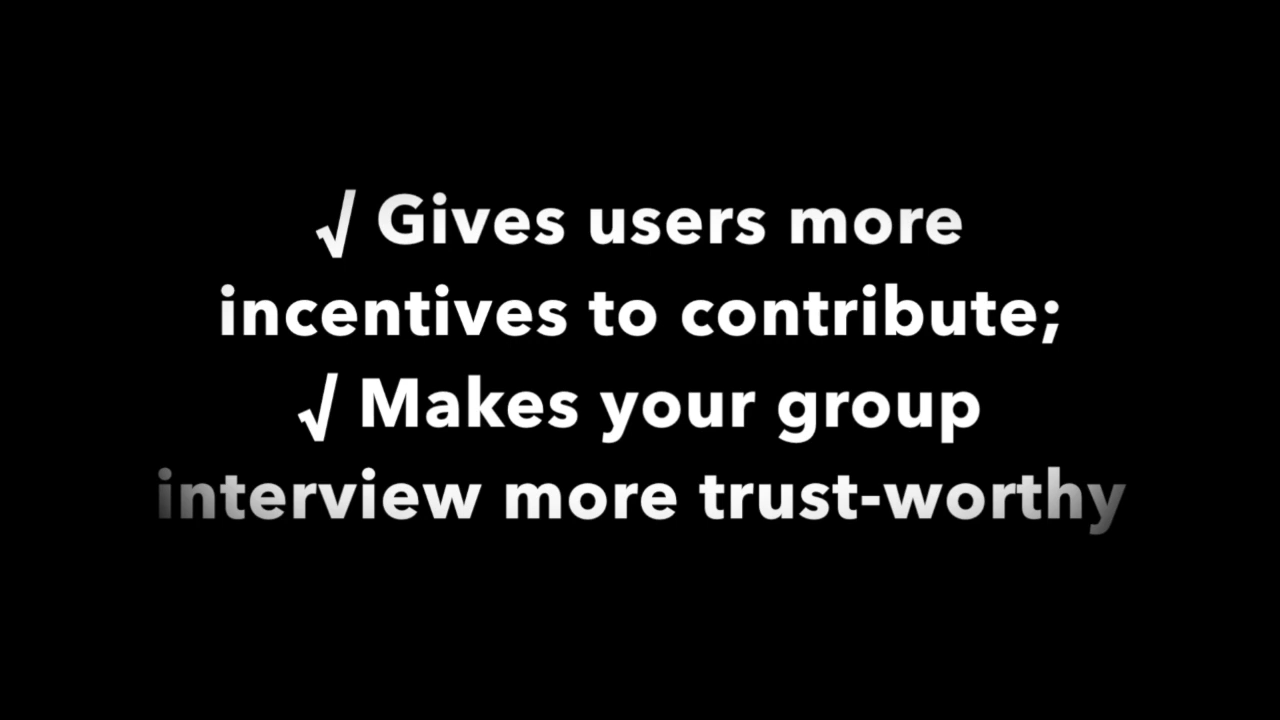 √ Gives users more
incentives to contribute;
√ Makes your group
interview more trust-worthy